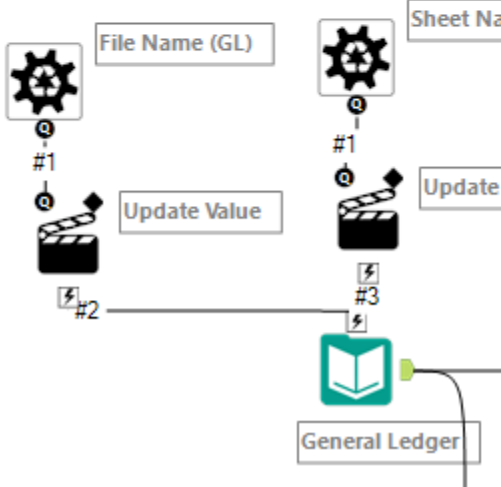 File Name (GL)
Sheet Na
Q
Q
#1
#1
Q
Q
Update Value
Update
#2
#3
General Ledger